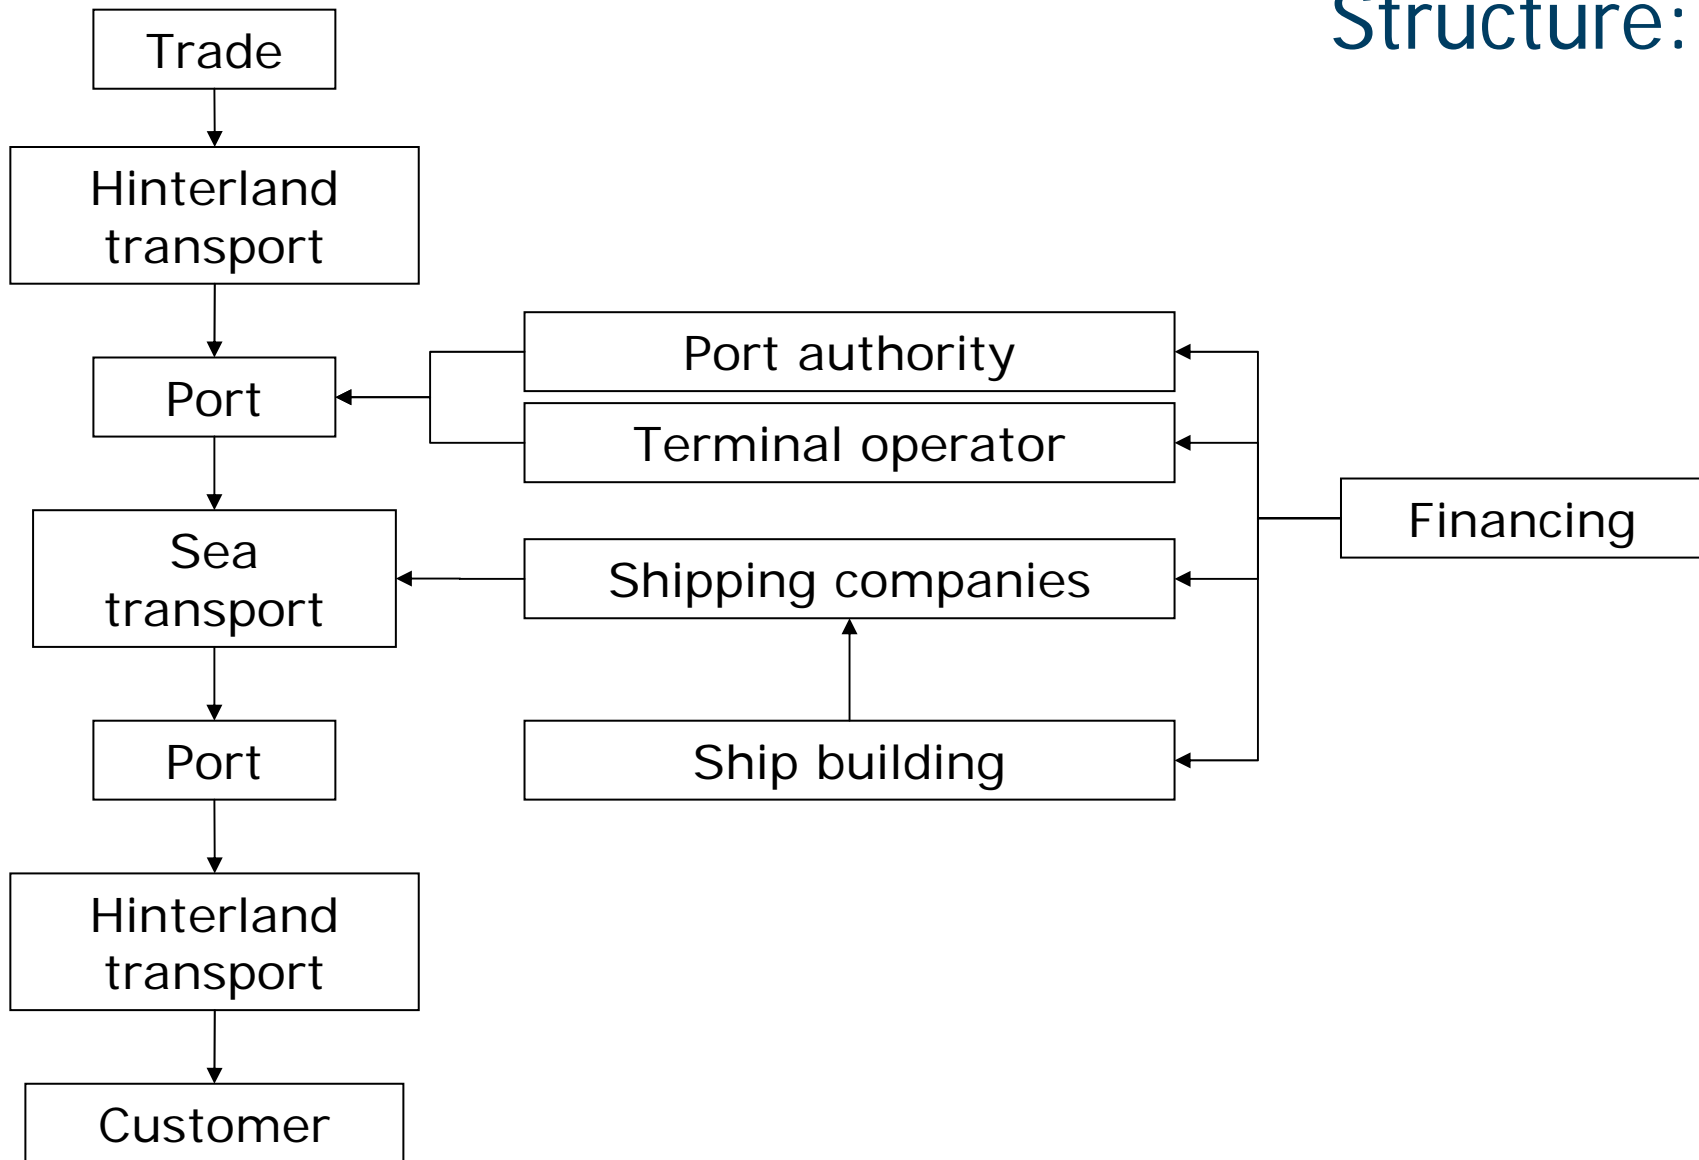 Structure:
Trade
Hinterland
transport
Port
Sea
transport
Port
Hinterland
transport
Customer
Port authority
Terminal operator
Shipping companies
Ship building
Financing